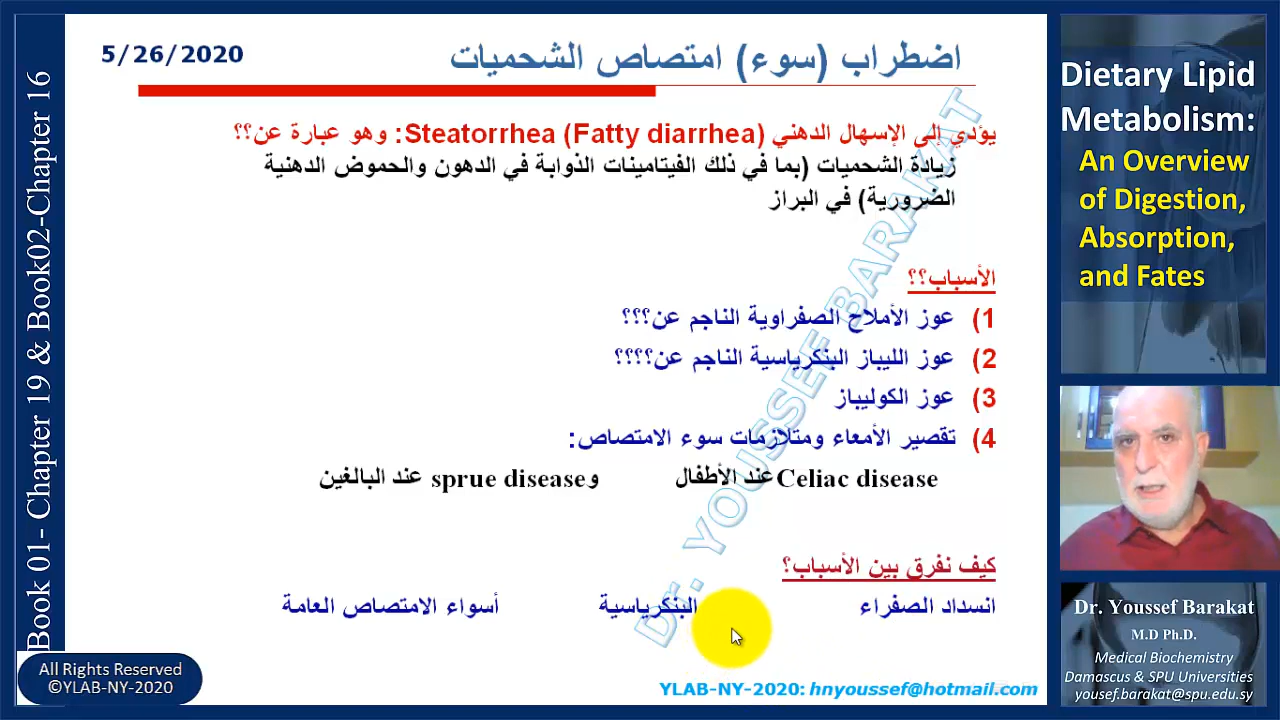 5/26/2020
اضطراب (سوء) امتصاص الشحميات
يؤدي إلى الإسهال الدهني Steatorrhea (Fatty diarrhea): وهو عبارة عن؟؟
زيادة الشحميات (بما في ذلك الفيتامينات الذوابة في الدهون والحموض الدهنية
الضرورية) في البراز
الأسباب؟؟
1) عوز الأملاح الصفراوية الناجم عن؟؟؟
2) عوز الليباز البنكرياسية الناجم عن؟؟؟؟
3) عوز الكوليباز
4) تقصير الأمعاء ومتلازمات سوء الامتصاص:
Celiac disease عند الأطفال وsprue disease عند البالغين
كيف نفرق بين الأسباب؟
انسداد الصفراء البنكرياسية أسواء الامتصاص العامة
YLAB-NY-2020: hnyoussef@hotmail.com
Dr. YOUSSEF BARAKAT
Book 01- Chapter 19 & Book02-Chapter 16
All Rights Reserved
©YLAB-NY-2020
Dietary Lipid
Metabolism:
An Overview
of Digestion,
Absorption,
and Fates
Dr. Youssef Barakat
M.D Ph.D.
Medical Biochemistry
Damascus & SPU Universities
yousef.barakat@spu.edu.sy